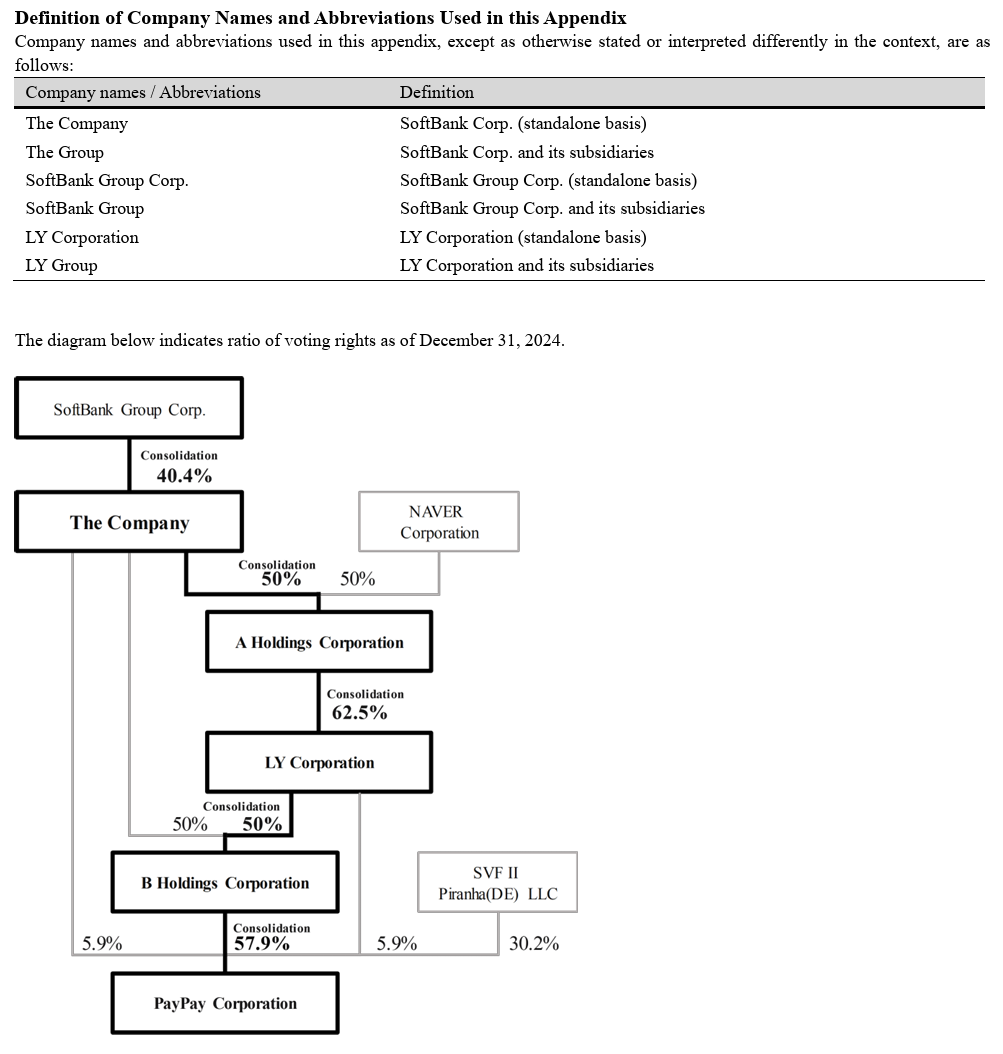 Definition of Company Names and Abbreviations Used in this Appendix
Company names and abbreviations used in this appendix, except as otherwise stated or interpreted differently in the context, are as
follows:
Company names / Abbreviations Definition
The Company SoftBank Corp. (standalone basis)
The Group SoftBank Corp. and its subsidiaries
SoftBank Group Corp. SoftBank Group Corp. (standalone basis)
SoftBank Group SoftBank Group Corp. and its subsidiaries
LY Corporation LY Corporation (standalone basis)
LY Group LY Corporation and its subsidiaries
The diagram below indicates ratio of voting rights as of December 31, 2024.
SoftBank Group Corp.
Consolidation
40.4%
The Company
NAVER
Corporation
Consolidation
50% 50%
A Holdings Corporation
Consolidation
62.5%
LY Corporation
Consolidation
50% 50%
B Holdings Corporation
SVF II
Piranha(DE) LLC
Consolidation
5.9% 57.9% 5.9% 30.2%
PayPay Corporation